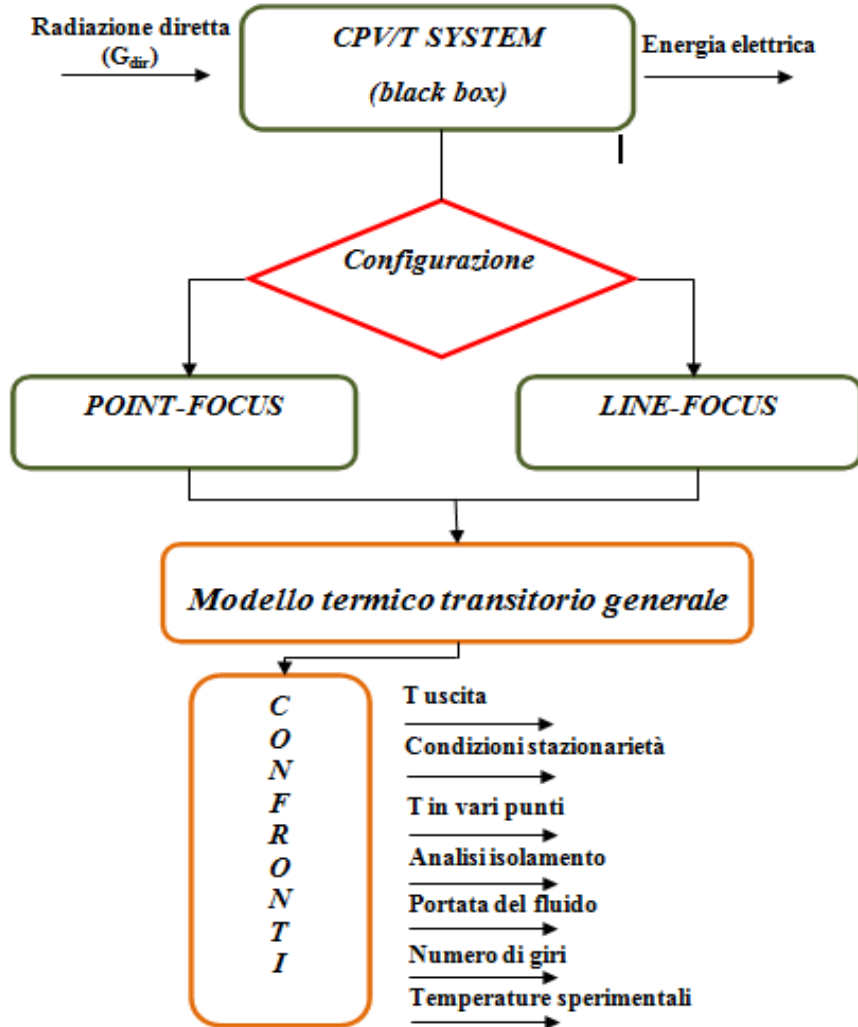 Radiazione diretta
(Gdir)
CPV/T SYSTEM
(black box)
Energia elettrica
Configurazione
POINT-FOCUS
LINE-FOCUS
Modello termico transitorio generale
C
O
N
F
R
O
N
T
I
T uscita
Condizioni stazionarietà
T in vari punti
Analisi isolamento
Portata del fluido
Numero di giri
Temperature sperimentali